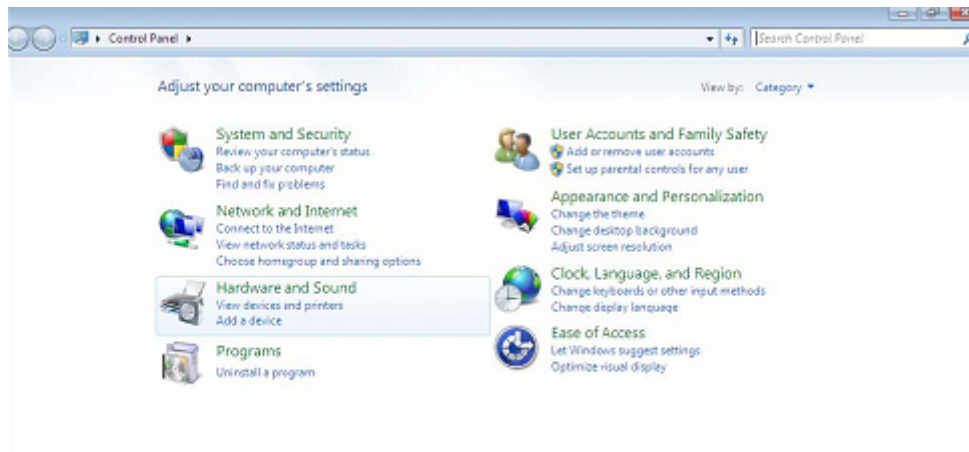 Control Panel
Search Control Panel
Adjust your computer's settings
View by: Category
System and Security
Review your computer's status
Back up your computer
Find and fix problems
Network and Internet
Connect to the Internet
View network status and tasks
Choose homegroup and sharing options
Hardware and Sound
View devices and printers
Add a device
Programs
Uninstall a program
User Accounts and Family Safety
Add or remove user accounts
Set up parental controls for any user
Appearance and Personalization
Change the theme
Change desktop background
Adjust screen resolution
Clock, Language, and Region
Change keyboards or other input methods
Change display language
Ease of Access
Let Windows suggest settings
Optimize visual display